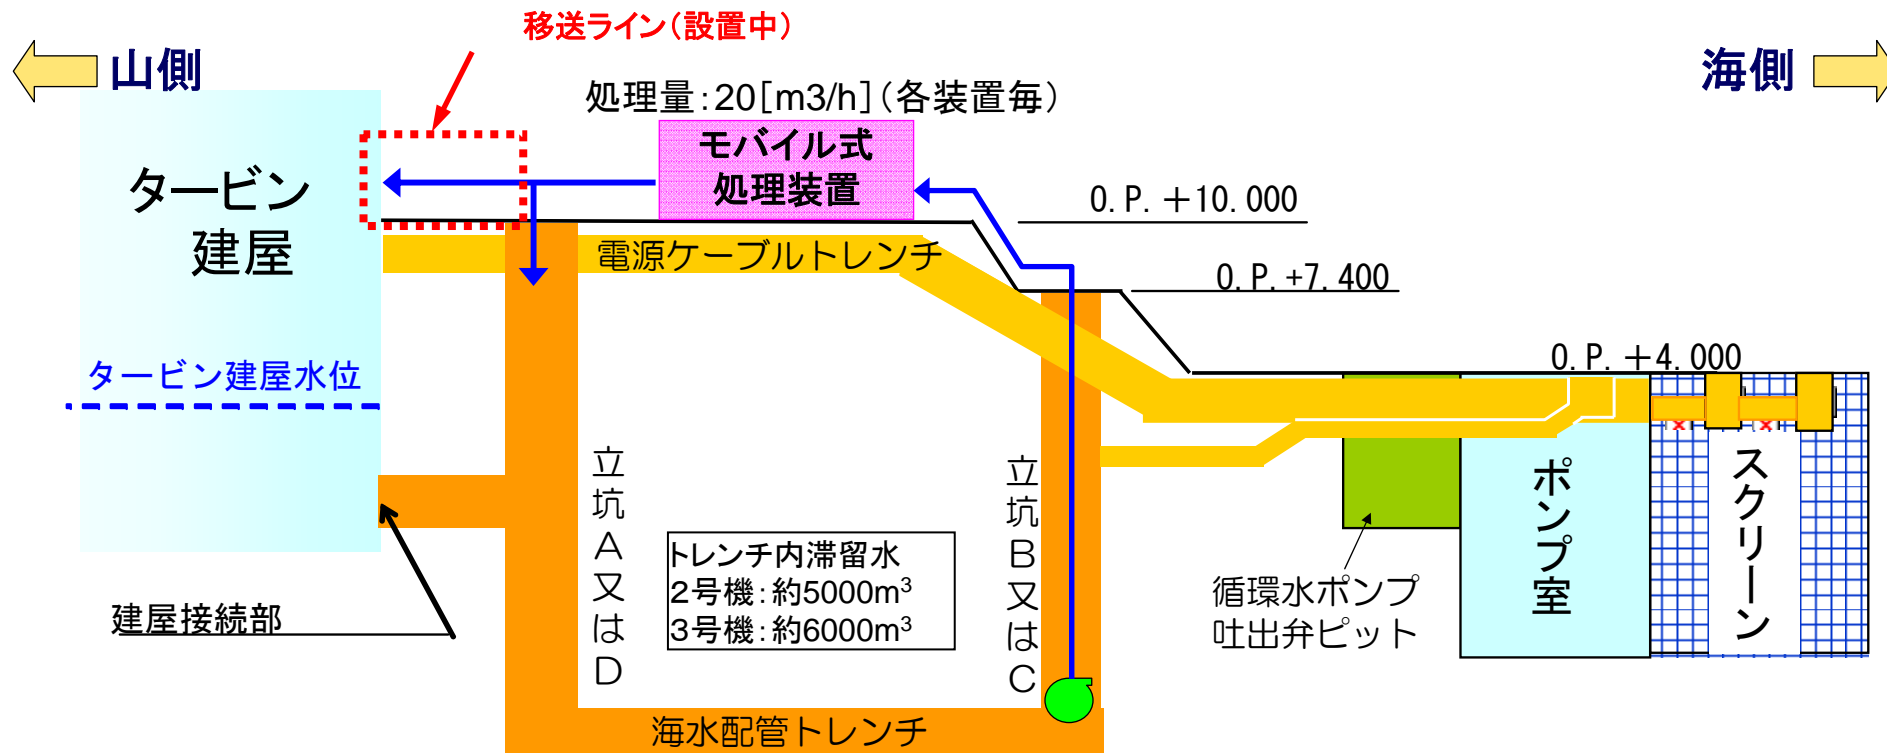 移送ライン（設置中）
山側
海側
処理量：20[m3/h]（各装置毎）
モバイル式
処理装置
タービン
建屋
O.P.＋10.000
電源ケーブルトレンチ
O.P.+7.400
O.P.＋4.000
タービン建屋水位
立坑A又はD
立坑B又はC
トレンチ内滞留水
2号機：約5000m³
3号機：約6000m³
ポンプ室
スクリーン
循環水ポンプ
吐出弁ピット
建屋接続部
海水配管トレンチ